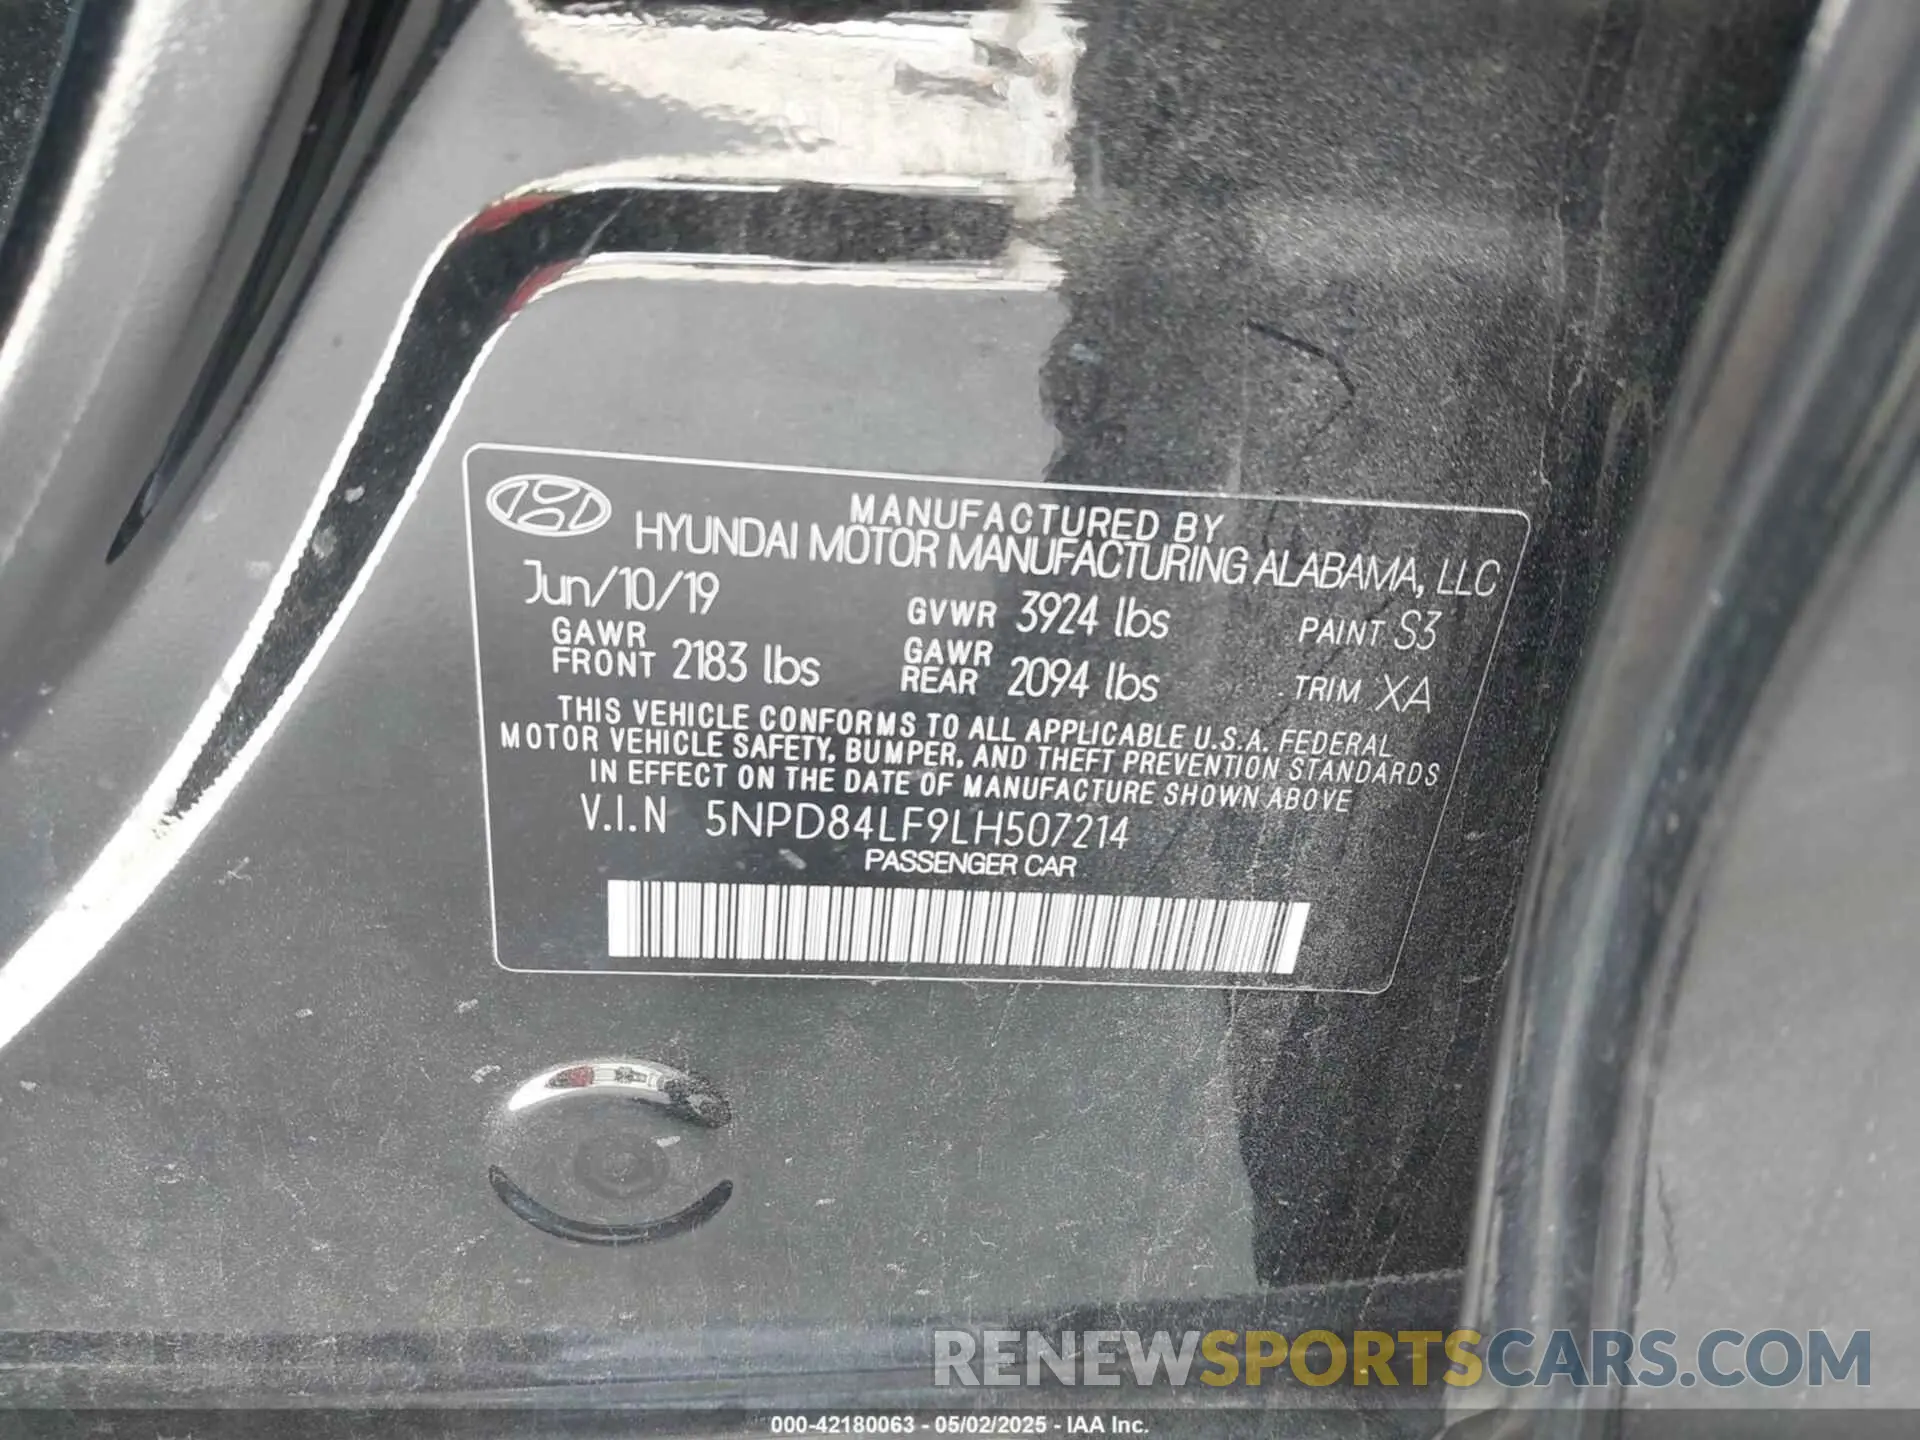 MANUFACTURED BY
HYUNDAI MOTOR MANUFACTURING ALABAMA, LLC
Jun/10/19 GVWR 3924 lbs PAINT S3
GAWR FRONT 2183 lbs GAWR REAR 2094 lbs TRIM XA
THIS VEHICLE CONFORMS TO ALL APPLICABLE U.S.A. FEDERAL
MOTOR VEHICLE SAFETY, BUMPER, AND THEFT PREVENTION STANDARDS
IN EFFECT ON THE DATE OF MANUFACTURE SHOWN ABOVE
V.I.N 5NPD84LF9LH507214
PASSENGER CAR
RENEWSPORTSCARS.COM
000-42180063 - 05/02/2025 - IAA Inc.